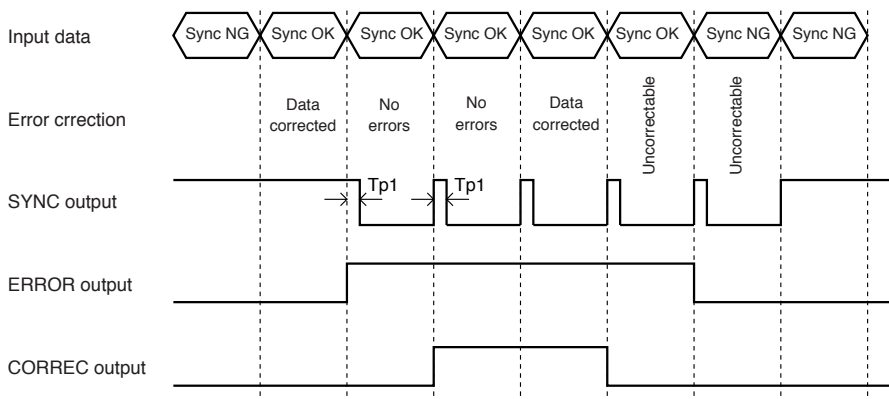 Input data
Sync NG Sync OK Sync OK Sync OK Sync OK Sync OK Sync NG Sync NG
Error crrection
Data corrected
No errors
No errors
Data corrected
Uncorrectable
Uncorrectable
SYNC output
Tp1
Tp1
ERROR output
CORREC output